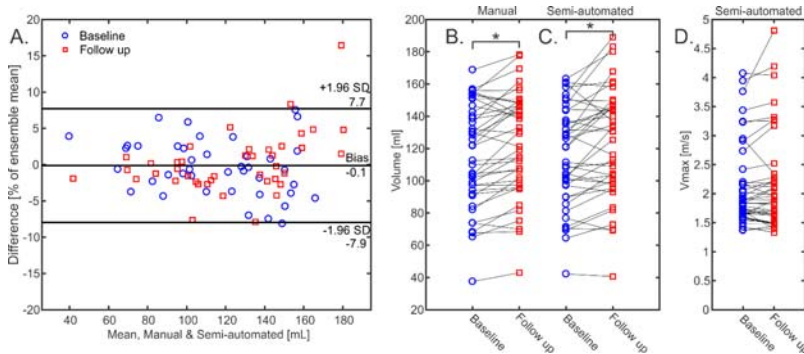 A.
Baseline
Follow up
+1.96 SD
7.7
Bias
-0.1
-1.96 SD
-7.9
20
15
10
5
0
-5
-10
-15
-20
Difference [% of ensemble mean]
40
60
80
100
120
140
160
180
Mean, Manual & Semi-automated [mL]
Manual
Semi-automated
B.
*
C.
*
200
180
160
140
120
100
80
60
40
20
Volume [ml]
Baseline
Follow up
Baseline
Follow up
Semi-automated
D.
5
4.5
4
3.5
3
2.5
2
1.5
1
0.5
0
Vmax [m/s]
Baseline
Follow up